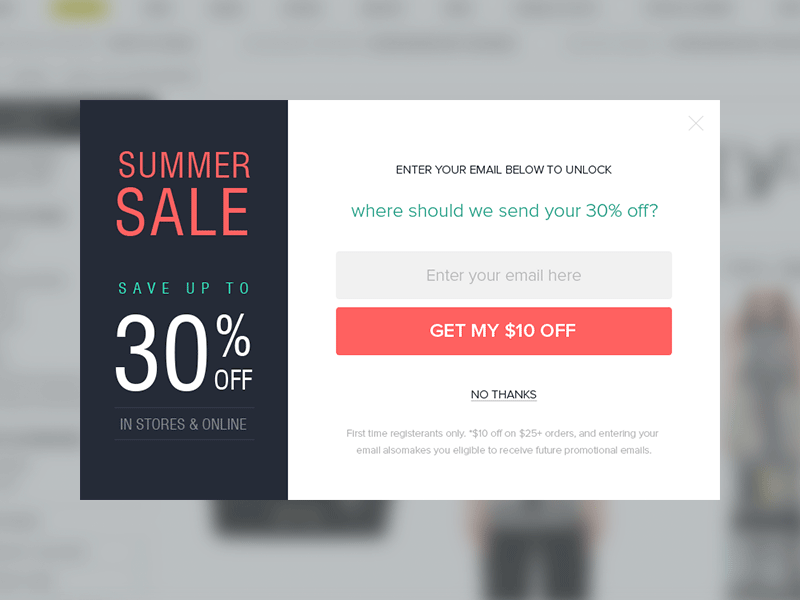 SUMMER
SALE
SAVE UP TO
30%
OFF
IN STORES & ONLINE
ENTER YOUR EMAIL BELOW TO UNLOCK
where should we send your 30% off?
Enter your email here
GET MY $10 OFF
NO THANKS
First time registerants only. *$10 off on $25+ orders, and entering your
email alsomakes you eligible to receive future promotional emails.